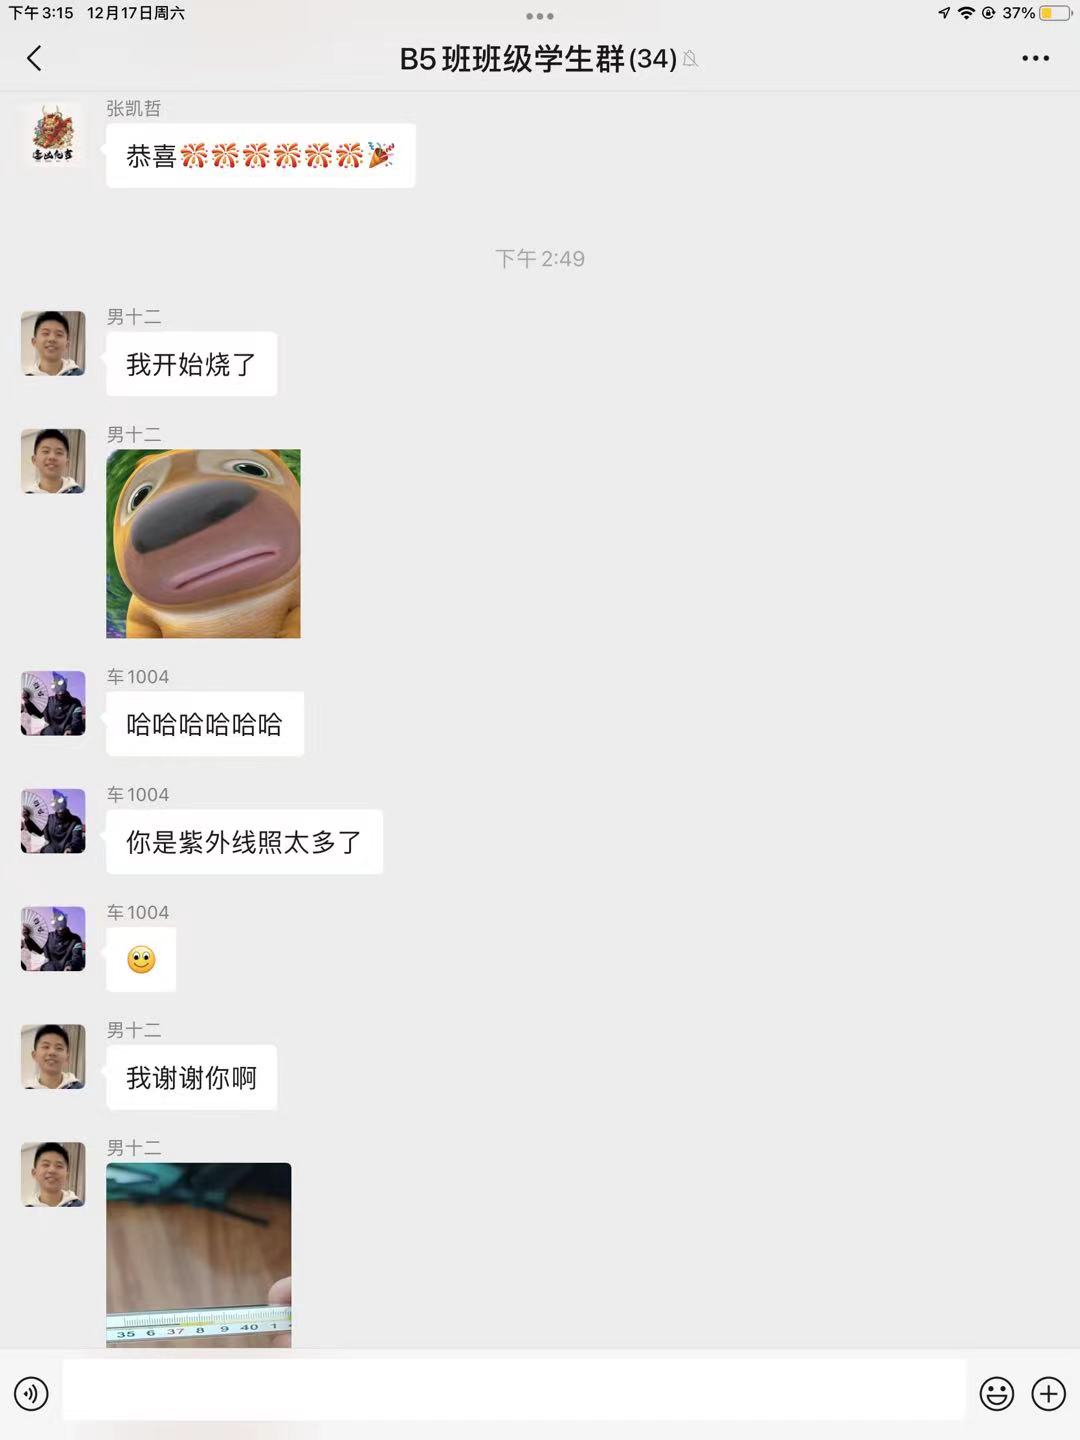 下午3:15 12月17日周六
37%
B5班班级学生群(34)
张凯哲
恭喜
下午 2:49
男十二
我开始烧了
男十二
车1004
哈哈哈哈哈哈
车1004
你是紫外线照太多了
车1004
男十二
我谢谢你啊
男十二
35 6 37 8 9 40 1